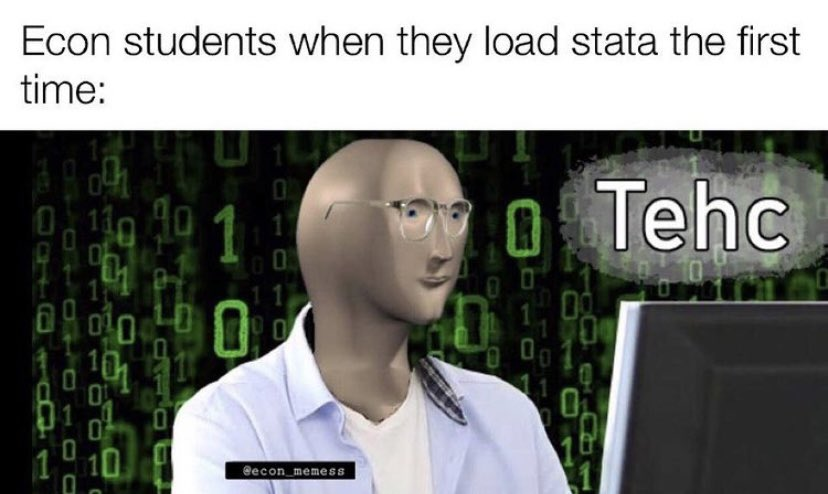 Econ students when they load stata the first
time:
Tehc
@econ_memess